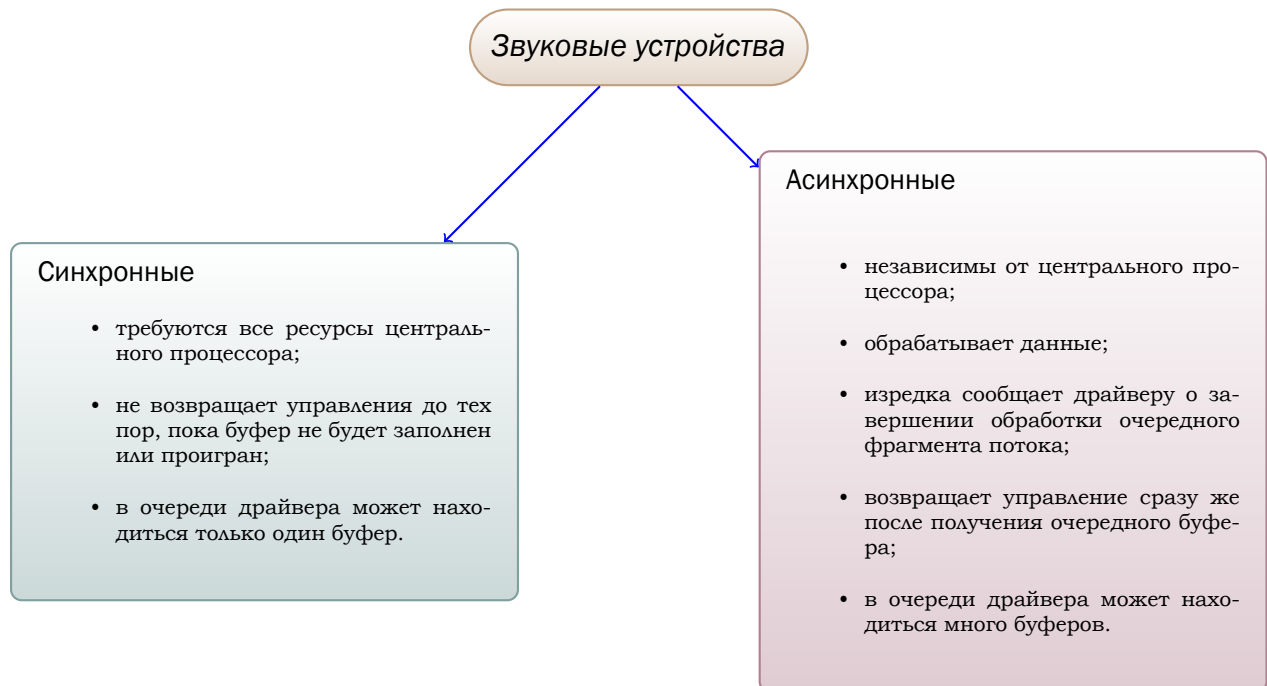 Звуковые устройства
Синхронные
• требуются все ресурсы централь-
ного процессора;
• не возвращает управления до тех
пор, пока буфер не будет заполнен
или проигран;
• в очереди драйвера может нахо-
диться только один буфер.
Асинхронные
• независимы от центрального про-
цессора;
• обрабатывает данные;
• изредка сообщает драйверу о за-
вершении обработки очередного
фрагмента потока;
• возвращает управление сразу же
после получения очередного буфе-
ра;
• в очереди драйвера может нахо-
диться много буферов.